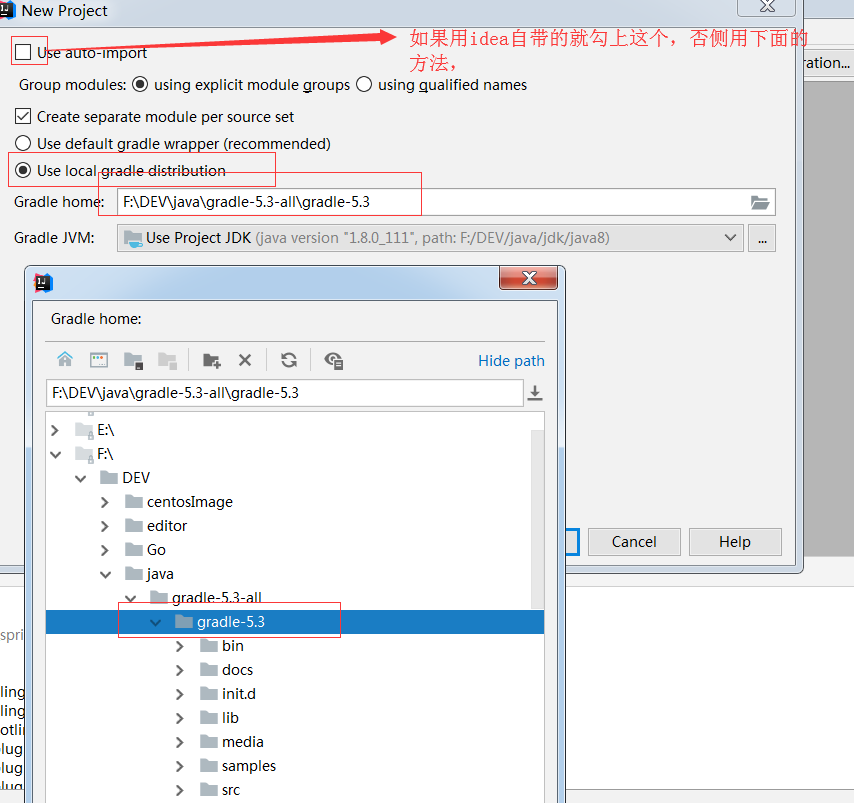 New Project
Use auto-import
如果用idea自带的就勾上这个，否侧用下面的
方法，
ration...
Group modules: using explicit module groups using qualified names
Create separate module per source set
Use default gradle wrapper (recommended)
Use local gradle distribution
Gradle home: F:\DEV\java\gradle-5.3-all\gradle-5.3
Gradle JVM: Use Project JDK (java version "1.8.0_111", path: F:/DEV/java/jdk/java8) ...
Gradle home:
Hide path
F:\DEV\java\gradle-5.3-all\gradle-5.3
E:\
F:\
DEV
centosImage
editor
Go
java
gradle-5.3-all
gradle-5.3
bin
docs
init.d
lib
media
samples
src
Cancel Help
spri
ling
ling
otlin
plug
plug
plug